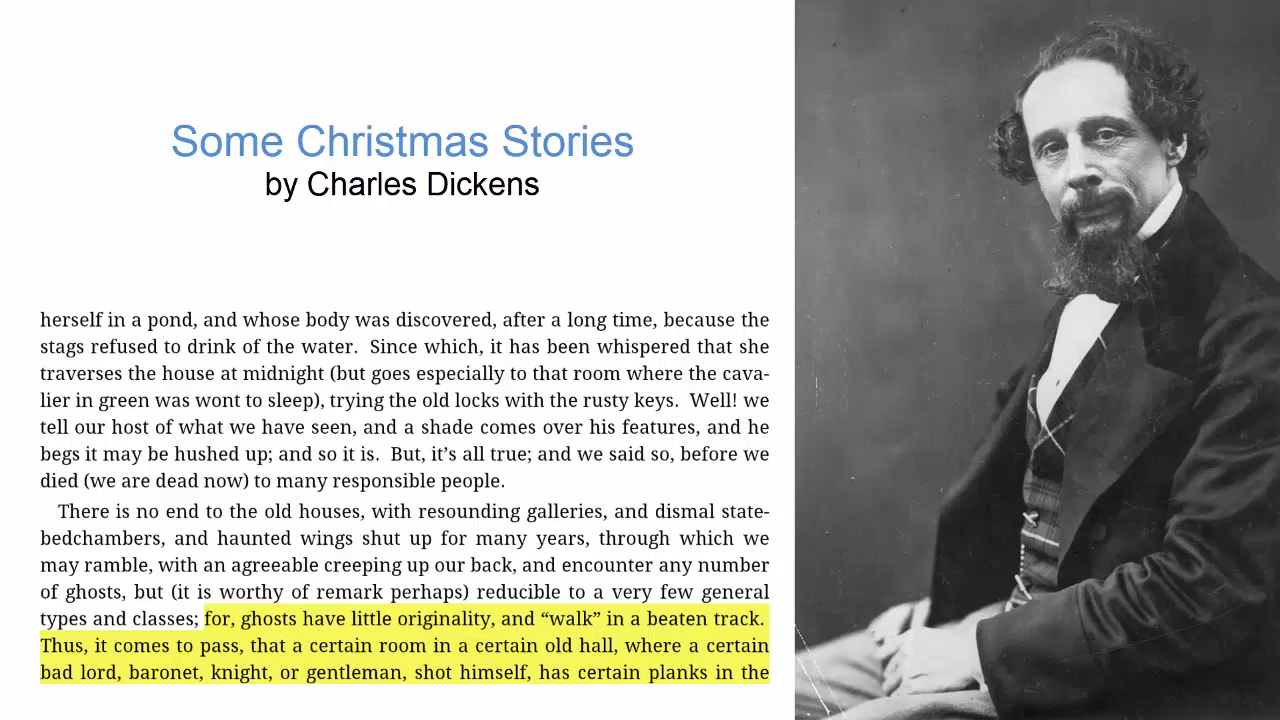 Some Christmas Stories
by Charles Dickens
herself in a pond, and whose body was discovered, after a long time, because the
stags refused to drink of the water.  Since which, it has been whispered that she
traverses the house at midnight (but goes especially to that room where the cava-
lier in green was wont to sleep), trying the old locks with the rusty keys.  Well! we
tell our host of what we have seen, and a shade comes over his features, and he
begs it may be hushed up; and so it is.  But, it’s all true; and we said so, before we
died (we are dead now) to many responsible people.
There is no end to the old houses, with resounding galleries, and dismal state-
bedchambers, and haunted wings shut up for many years, through which we
may ramble, with an agreeable creeping up our back, and encounter any number
of ghosts, but (it is worthy of remark perhaps) reducible to a very few general
types and classes; for, ghosts have little originality, and “walk” in a beaten track.
Thus, it comes to pass, that a certain room in a certain old hall, where a certain
bad lord, baronet, knight, or gentleman, shot himself, has certain planks in the